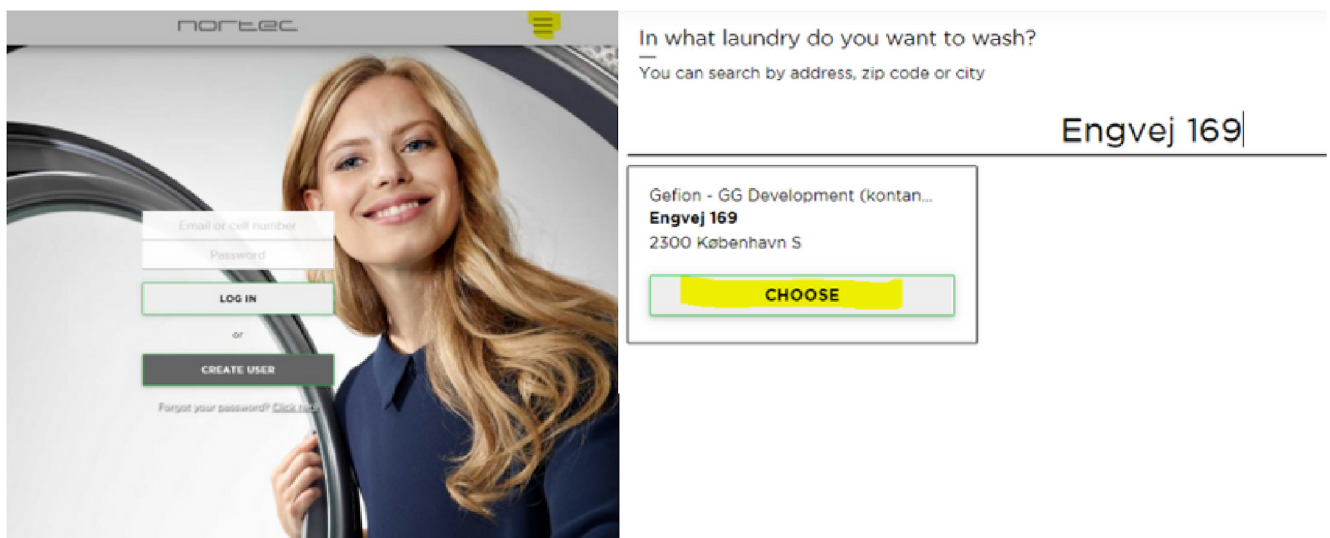 nortec
Email or cell number
Password
LOG IN
or
CREATE USER
Forgot your password? Click here
In what laundry do you want to wash?
You can search by address, zip code or city
Engvej 169
Gefion - GG Development (kontan...
Engvej 169
2300 København S
CHOOSE